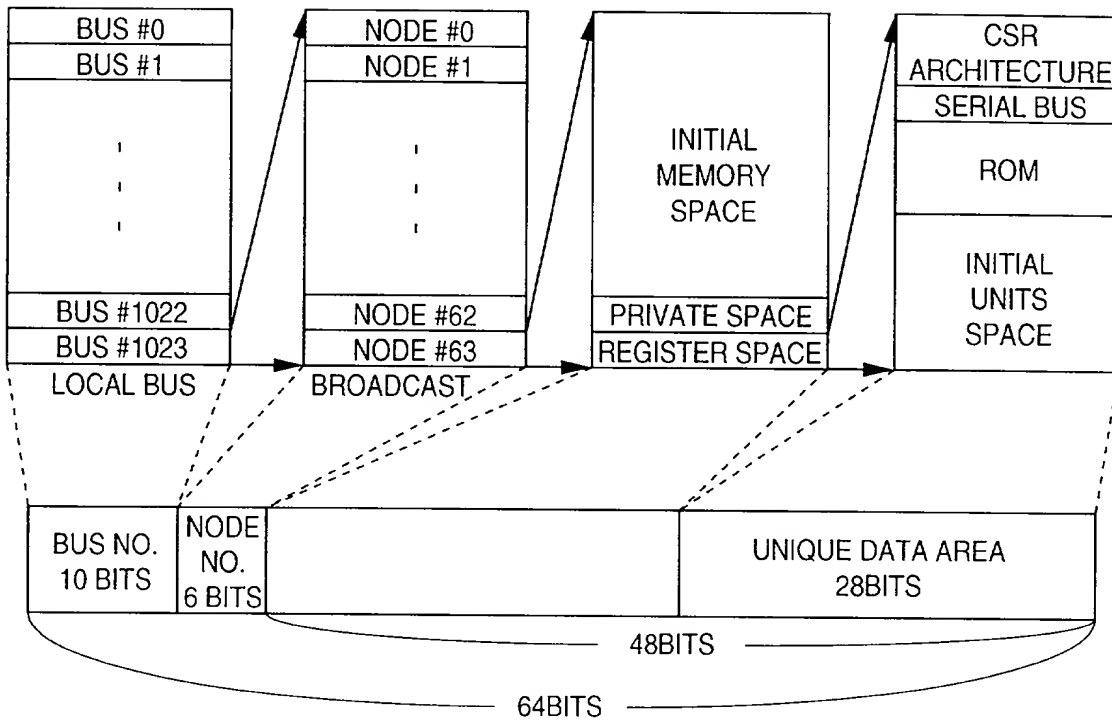 BUS #0
BUS #1
BUS #1022
BUS #1023
LOCAL BUS
NODE #0
NODE #1
NODE #62
NODE #63
BROADCAST
INITIAL
MEMORY
SPACE
PRIVATE SPACE
REGISTER SPACE
CSR
ARCHITECTURE
SERIAL BUS
ROM
INITIAL
UNITS
SPACE
BUS NO.
10 BITS
NODE
NO.
6 BITS
UNIQUE DATA AREA
28BITS
48BITS
64BITS